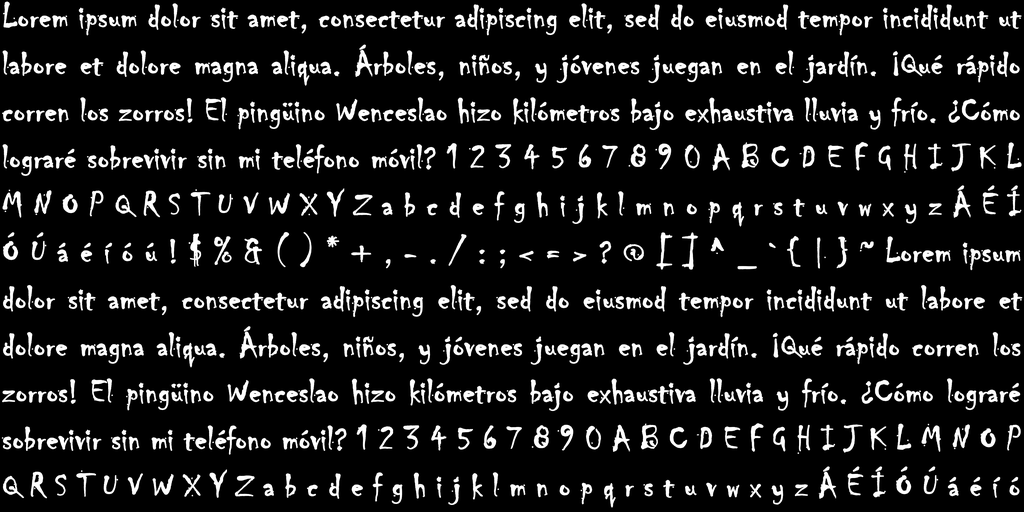 Lorem ipsum dolor sit amet, consectetur adipiscing elit, sed do eiusmod tempor incididunt ut
labore et dolore magna aliqua. Árboles, niños, y jóvenes juegan en el jardín. ¡Qué rápido
corren los zorros! El pingüino Wenceslao hizo kilómetros bajo exhaustiva lluvia y frío. ¿Cómo
lograré sobrevivir sin mi teléfono móvil? 1 2 3 4 5 6 7 8 9 0 A B C D E F G H I J K L
M N O P Q R S T U V W X Y Z a b c d e f g h i j k l m n o p q r s t u v w x y z Á É Í
Ó Ú á é í ó ú ! $ % & ( ) * + , - . / : ; < = > ? @ [ ] ^ _ ` { | } ~ Lorem ipsum
dolor sit amet, consectetur adipiscing elit, sed do eiusmod tempor incididunt ut labore et
dolore magna aliqua. Árboles, niños, y jóvenes juegan en el jardín. ¡Qué rápido corren los
zorros! El pingüino Wenceslao hizo kilómetros bajo exhaustiva lluvia y frío. ¿Cómo lograré
sobrevivir sin mi teléfono móvil? 1 2 3 4 5 6 7 8 9 0 A B C D E F G H I J K L M N O P
Q R S T U V W X Y Z a b c d e f g h i j k l m n o p q r s t u v w x y z Á É Í Ó Ú á é í ó